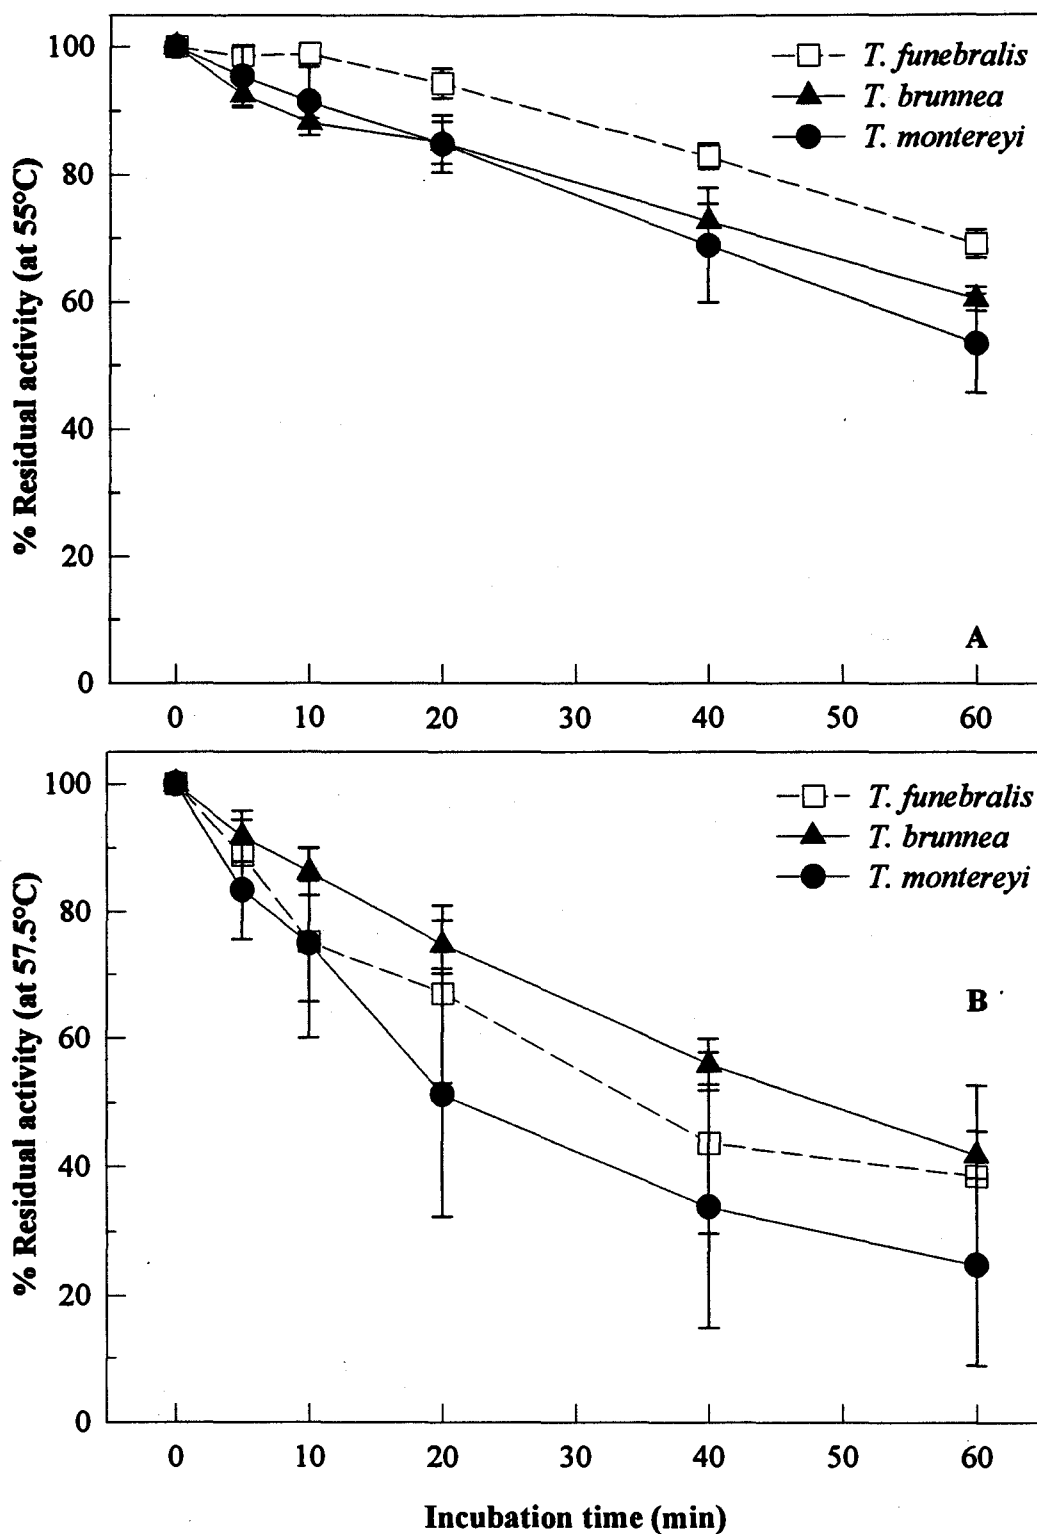 % Residual activity (at 55°C)
100
80
60
40
20
0
T. funebralis
T. brunnea
T. montereyi
A
0 10 20 30 40 50 60
% Residual activity (at 57.5°C)
100
80
60
40
20
0
T. funebralis
T. brunnea
T. montereyi
B
0 10 20 30 40 50 60
Incubation time (min)